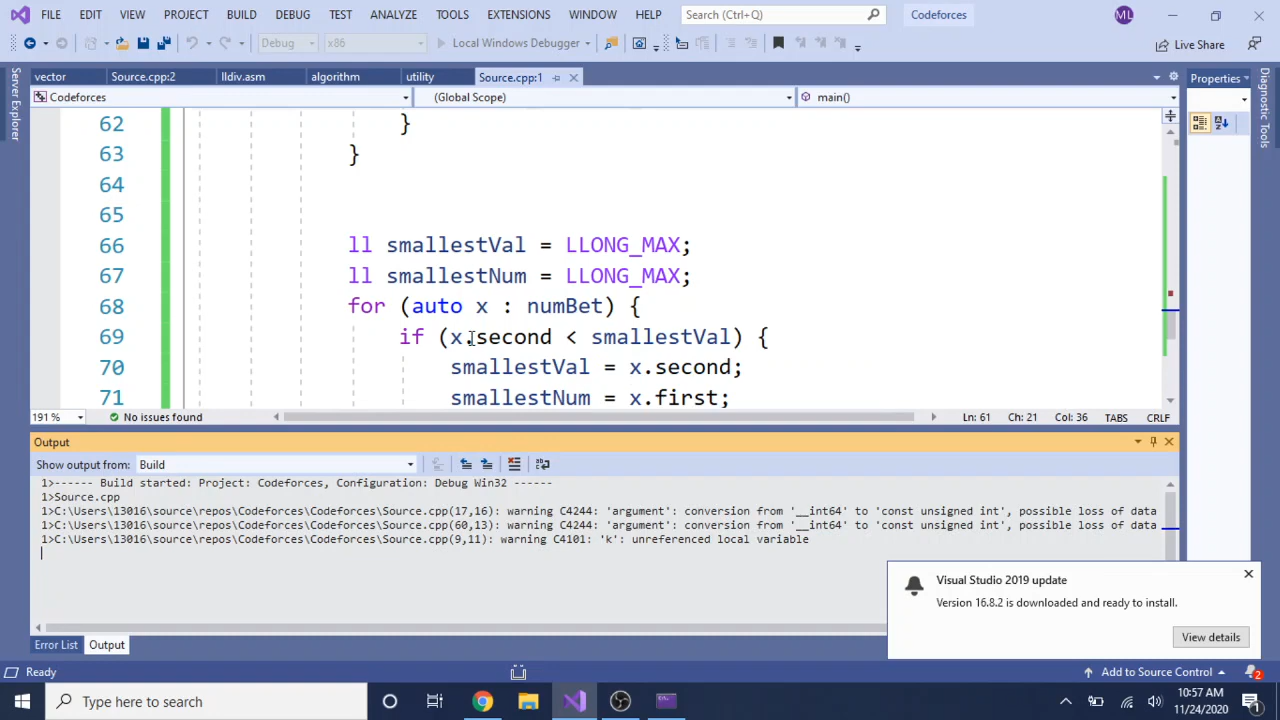 FILE EDIT VIEW PROJECT BUILD DEBUG TEST ANALYZE TOOLS EXTENSIONS WINDOW HELP Search (Ctrl+Q) Codeforces ML
Debug x86 Local Windows Debugger Live Share
vector Source.cpp:2 lldiv.asm algorithm utility Source.cpp:1 Properties
Codeforces (Global Scope) main()
Server Explorer
Diagnostic Tools
62 }
63 }
64
65
66 ll smallestVal = LLONG_MAX;
67 ll smallestNum = LLONG_MAX;
68 for (auto x : numBet) {
69 if (x.second < smallestVal) {
70 smallestVal = x.second;
71 smallestNum = x.first;
191 % No issues found Ln: 61 Ch: 21 Col: 36 TABS CRLF
Output
Show output from: Build
1>------ Build started: Project: Codeforces, Configuration: Debug Win32 ------
1>Source.cpp
1>C:\Users\13016\source\repos\Codeforces\Codeforces\Source.cpp(17,16): warning C4244: 'argument': conversion from '__int64' to 'const unsigned int', possible loss of data
1>C:\Users\13016\source\repos\Codeforces\Codeforces\Source.cpp(60,13): warning C4244: 'argument': conversion from '__int64' to 'const unsigned int', possible loss of data
1>C:\Users\13016\source\repos\Codeforces\Codeforces\Source.cpp(9,11): warning C4101: 'k': unreferenced local variable
Visual Studio 2019 update
Version 16.8.2 is downloaded and ready to install.
View details
Error List Output
Ready Add to Source Control 2
Type here to search
10:57 AM
11/24/2020
1